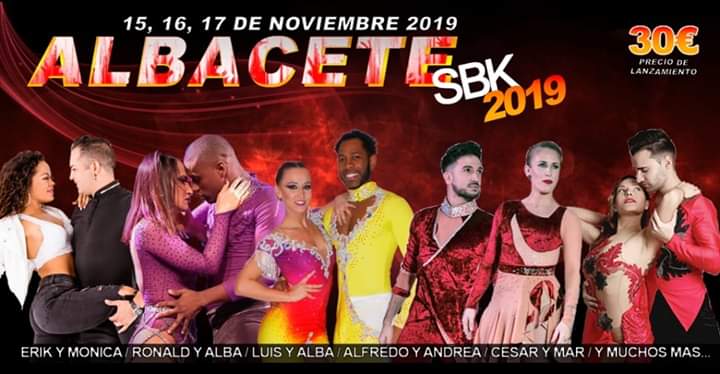 15, 16, 17 DE NOVIEMBRE 2019
ALBACETE
SBK
2019
30€
PRECIO DE
LANZAMIENTO
ERIK Y MONICA / RONALD Y ALBA / LUIS Y ALBA / ALFREDO Y ANDREA / CESAR Y MAR / Y MUCHOS MAS...